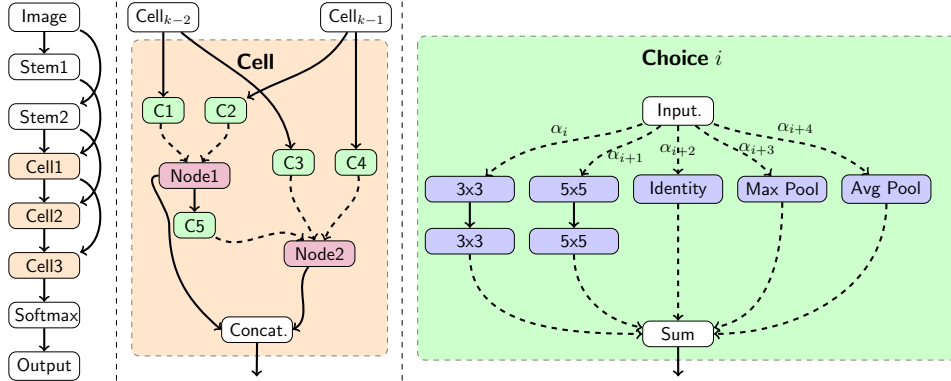 Image
Stem1
Stem2
Cell1
Cell2
Cell3
Softmax
Output
Cell_{k−2}
Cell_{k−1}
Cell
C1
C2
C3
C4
Node1
C5
Node2
Concat.
Choice i
Input.
α_i
α_{i+1}
α_{i+2}
α_{i+3}
α_{i+4}
3x3
5x5
Identity
Max Pool
Avg Pool
3x3
5x5
Sum